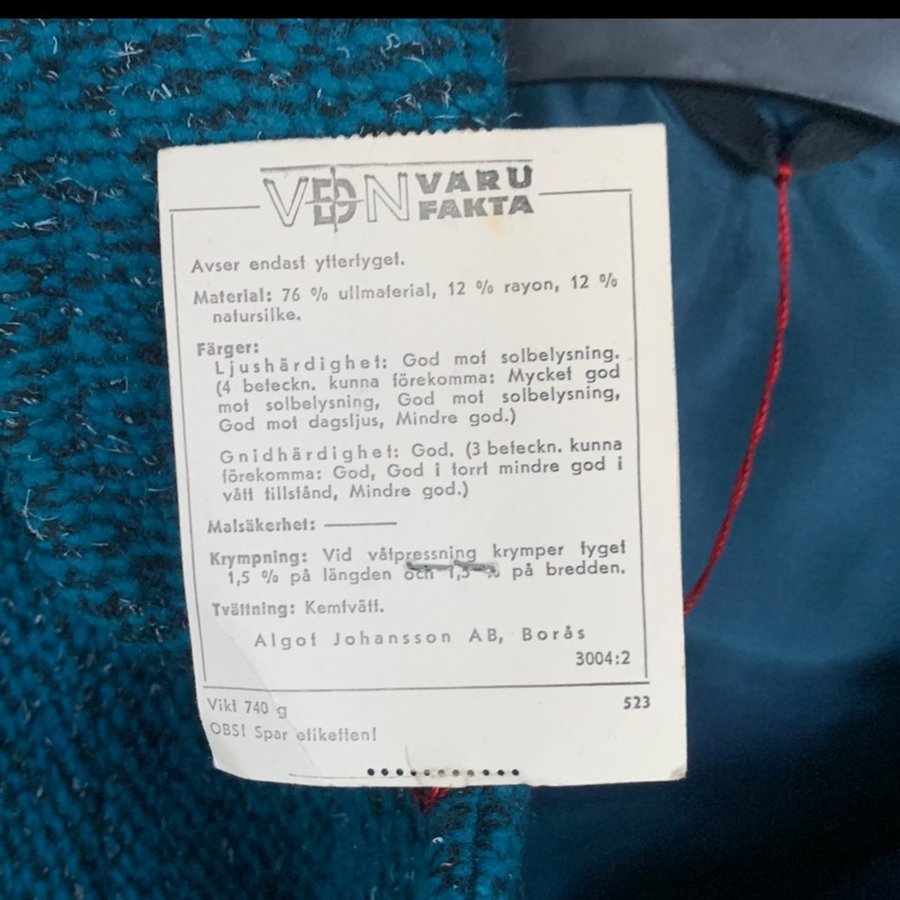 VDN VARU
FAKTA
Avser endast yttertyget.
Material: 76 % ullmaterial, 12 % rayon, 12 %
natursilke.
Färger:
Ljushärdighet: God mot solbelysning.
(4 beteckn. kunna förekomma: Mycket god
mot solbelysning, God mot solbelysning,
God mot dagsljus, Mindre god.)
Gnidhärdighet: God. (3 beteckn. kunna
förekomma: God, God i torrt mindre god i
vått tillstånd, Mindre god.)
Malsäkerhet: ———
Krympning: Vid våtpressning krymper tyget
1,5 % på längden och 1,5 % på bredden.
Tvättning: Kemtvätt.
Algot Johansson AB, Borås
3004:2
Vikt 740 g 523
OBS! Spar etiketten!